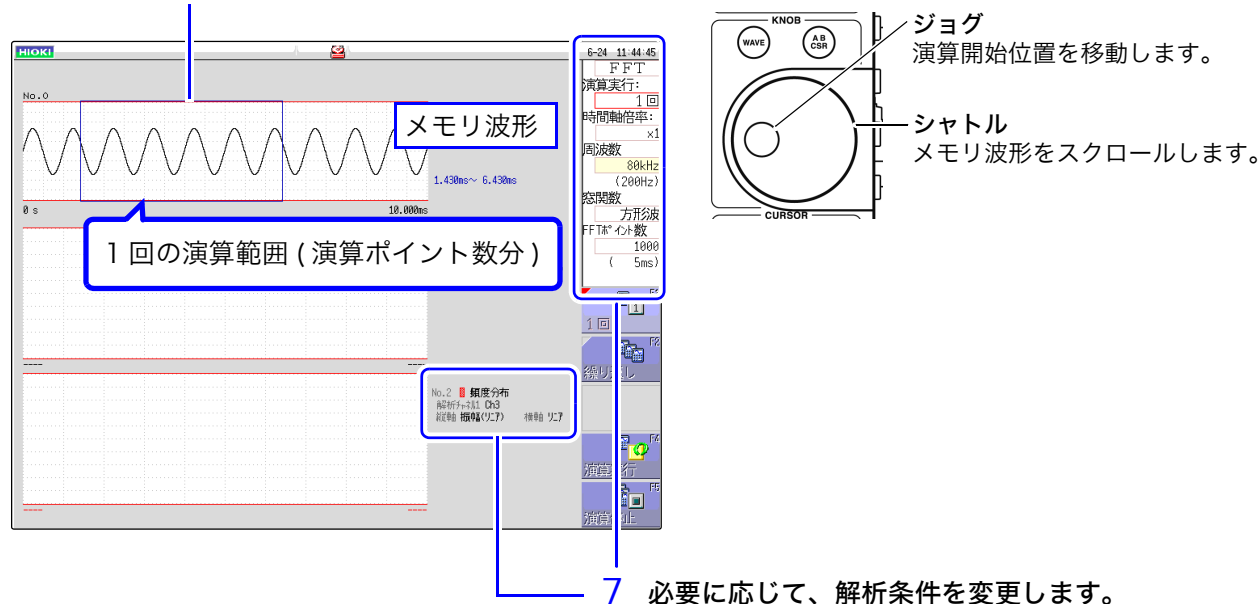 HIOKI
6-24 11:44:45
FFT
演算実行:
1回
時間軸倍率:
x1
周波数
80kHz
(200Hz)
窓関数
方形波
FFTポイント数
1000
( 5ms)
No.0
メモリ波形
1.430ms～ 6.430ms
0 s
10.000ms
1回の演算範囲 ( 演算ポイント数分 )
F1
1
1回
F2
繰り返し
----
----
No.2 頻度分布
解析チャネル1 Ch3
縦軸 振幅(リニア) 横軸 リニア
F4
演算実行
F5
----
----
KNOB
WAVE
A B
CSR
CURSOR
ジョグ
演算開始位置を移動します。
シャトル
メモリ波形をスクロールします。
7 必要に応じて、解析条件を変更します。